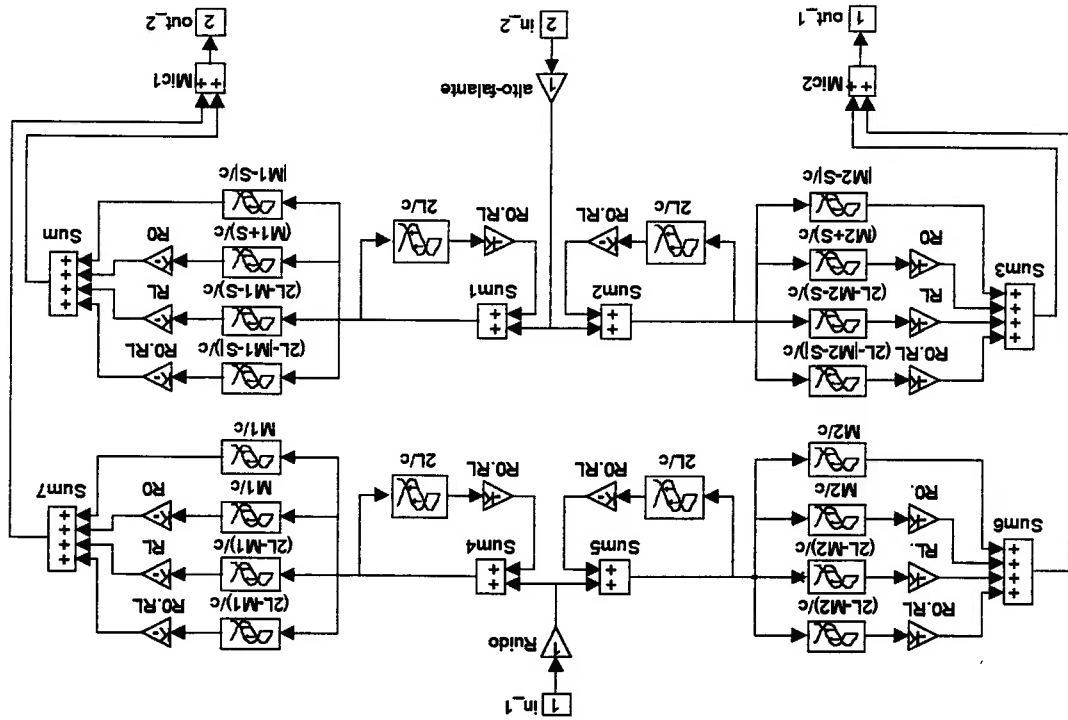 in_1
1
Ruido
1
R0.RL
(2L-M2)/c
(2L-M1)/c
R0.RL
RL.
(2L-M2)/c
Sum5
Sum4
(2L-M1)/c
RL
Sum6
+
+
+
+
+
+
+
+
+
+
+
+
Sum7
R0.
M2/c
2L/c
R0.RL
R0.RL
2L/c
M1/c
R0
M2/c
M1/c
R0.RL
(2L-|M2-S|)/c
(2L-|M1-S|)/c
R0.RL
RL
(2L-M2-S)/c
Sum2
Sum1
(2L-M1-S)/c
RL
Sum3
+
+
+
+
+
+
+
+
+
+
+
+
Sum
R0
(M2+S)/c
2L/c
R0.RL
R0.RL
2L/c
(M1+S)/c
R0
|M2-S|/c
|M1-S|/c
Mic2
++
alto-falante
1
++
Mic1
out_1
1
in_2
2
2
out_2